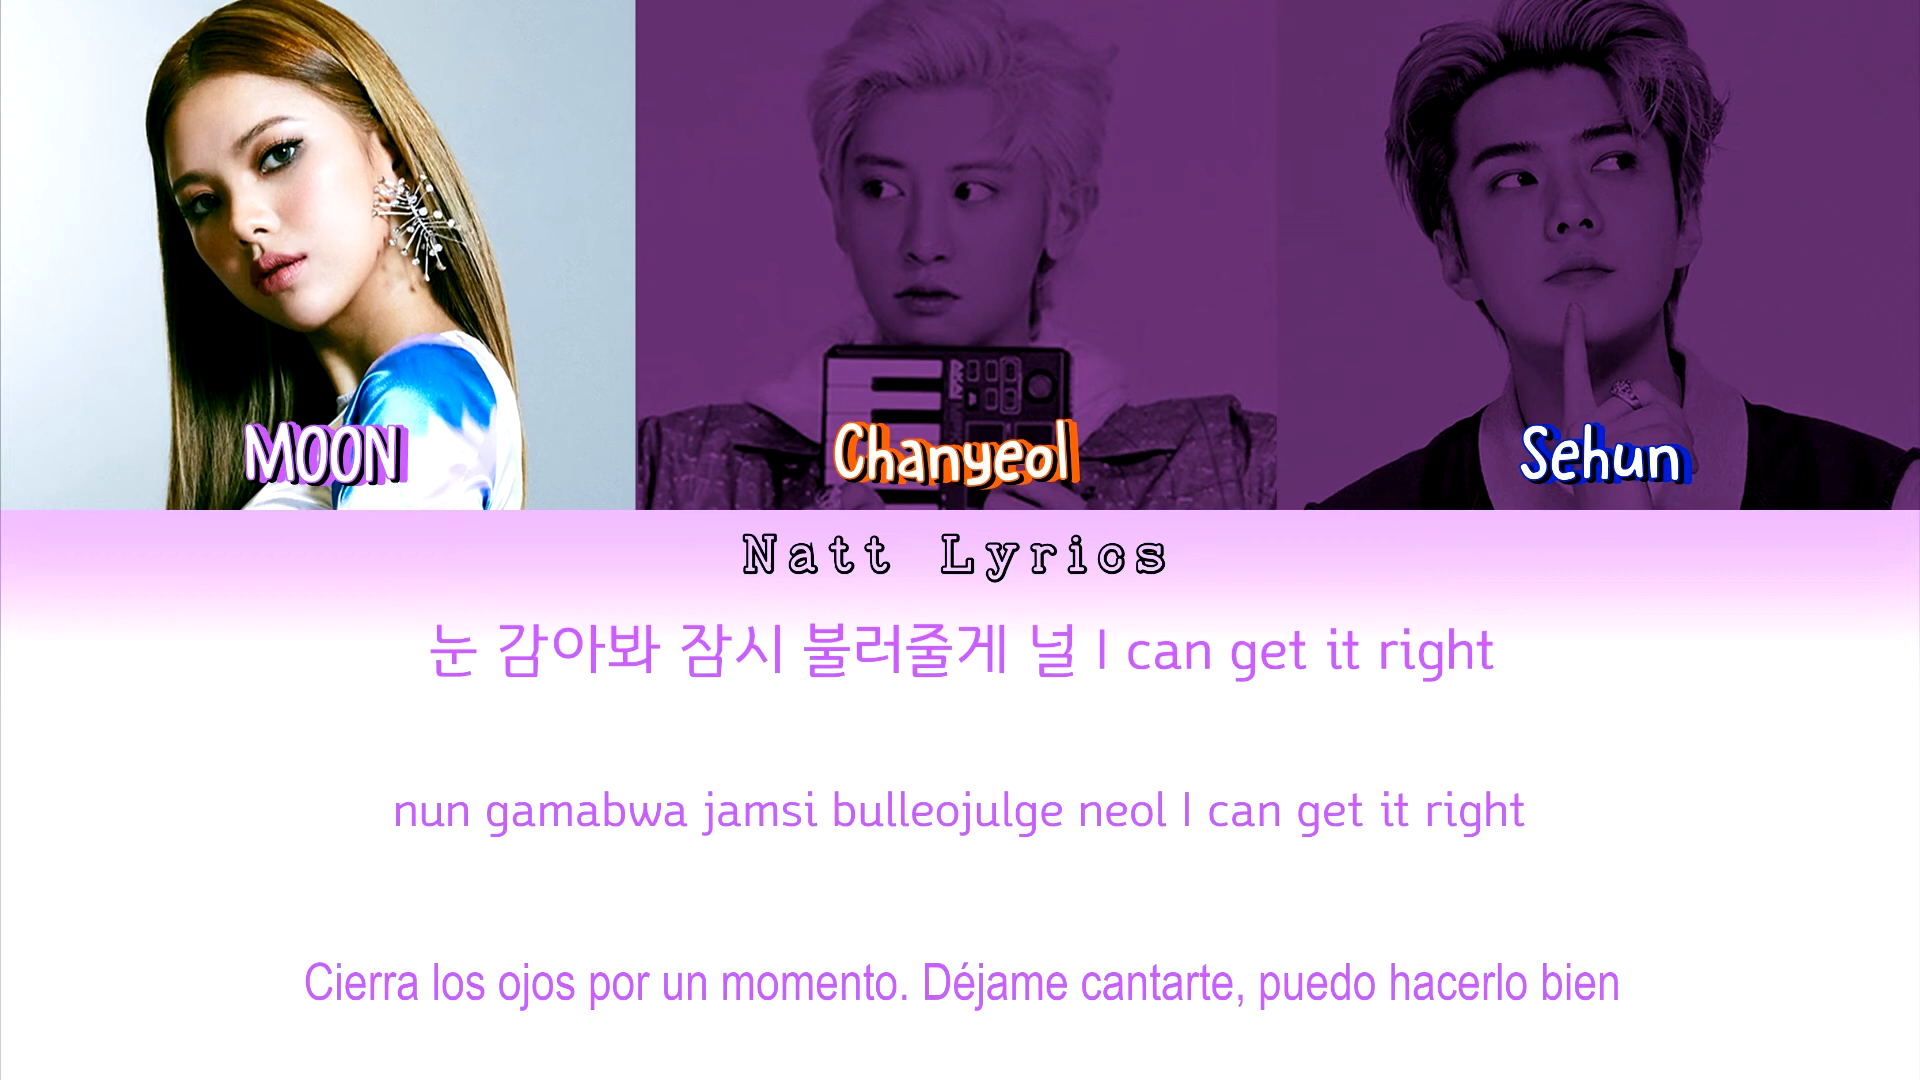 MOON
Chanyeol
Sehun
Natt Lyrics
눈 감아봐 잠시 불러줄게 널 I can get it right
nun gamabwa jamsi bulleojulge neol I can get it right
Cierra los ojos por un momento. Déjame cantarte, puedo hacerlo bien